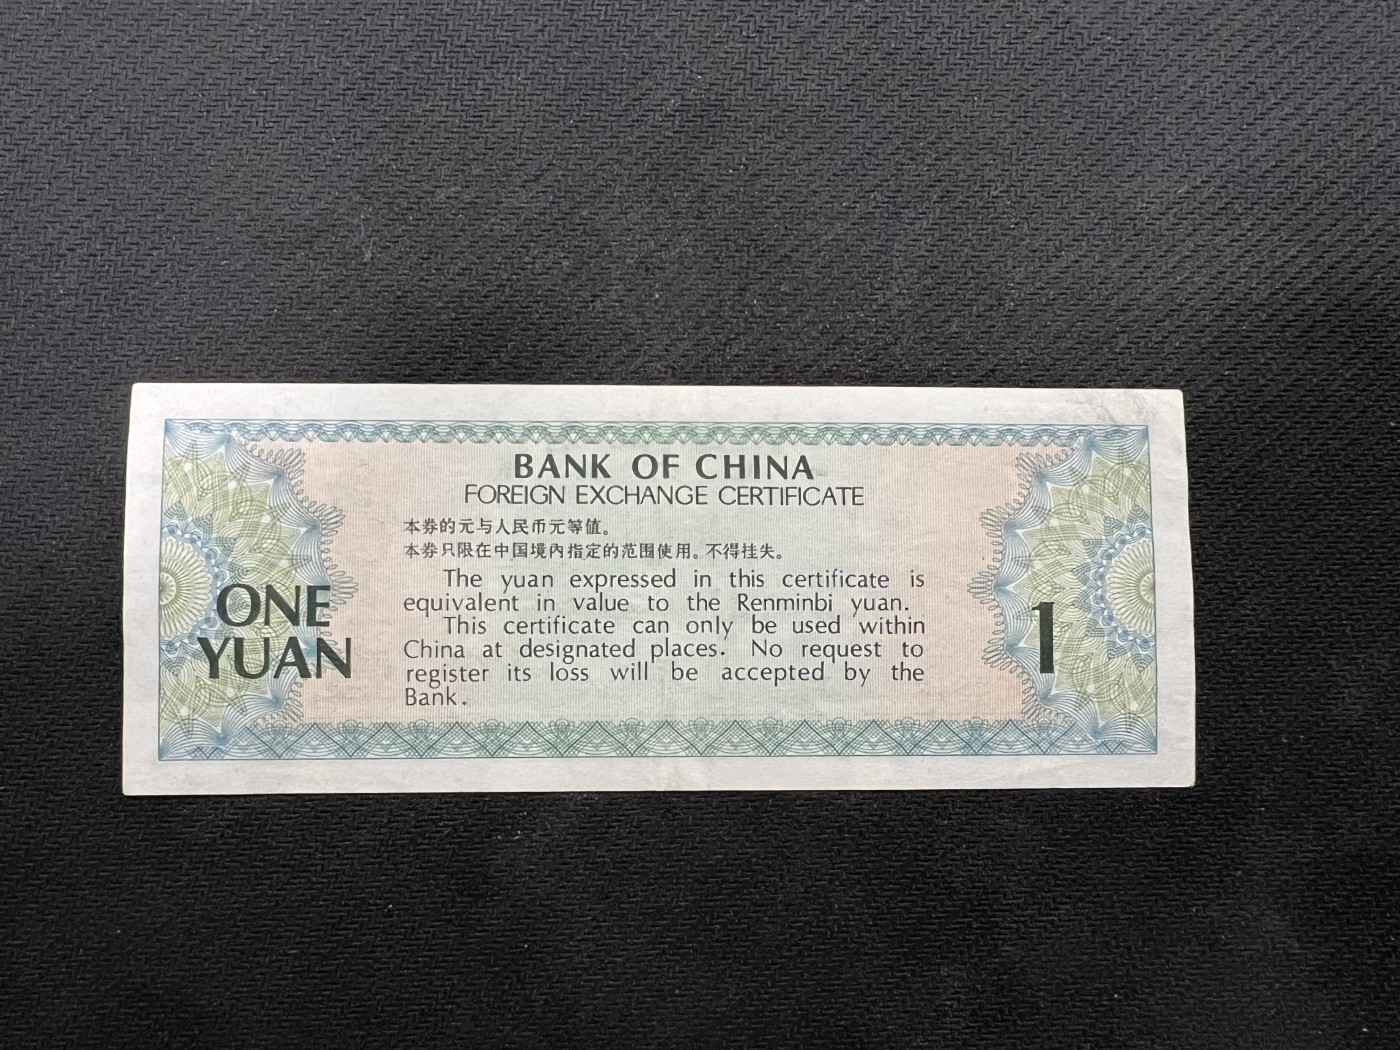 BANK OF CHINA
FOREIGN EXCHANGE CERTIFICATE
本券的元与人民币元等值。
本券只限在中国境内指定的范围使用。不得挂失。
The yuan expressed in this certificate is
equivalent in value to the Renminbi yuan.
This certificate can only be used within
China at designated places. No request to
register its loss will be accepted by the
Bank.
ONE
YUAN
1